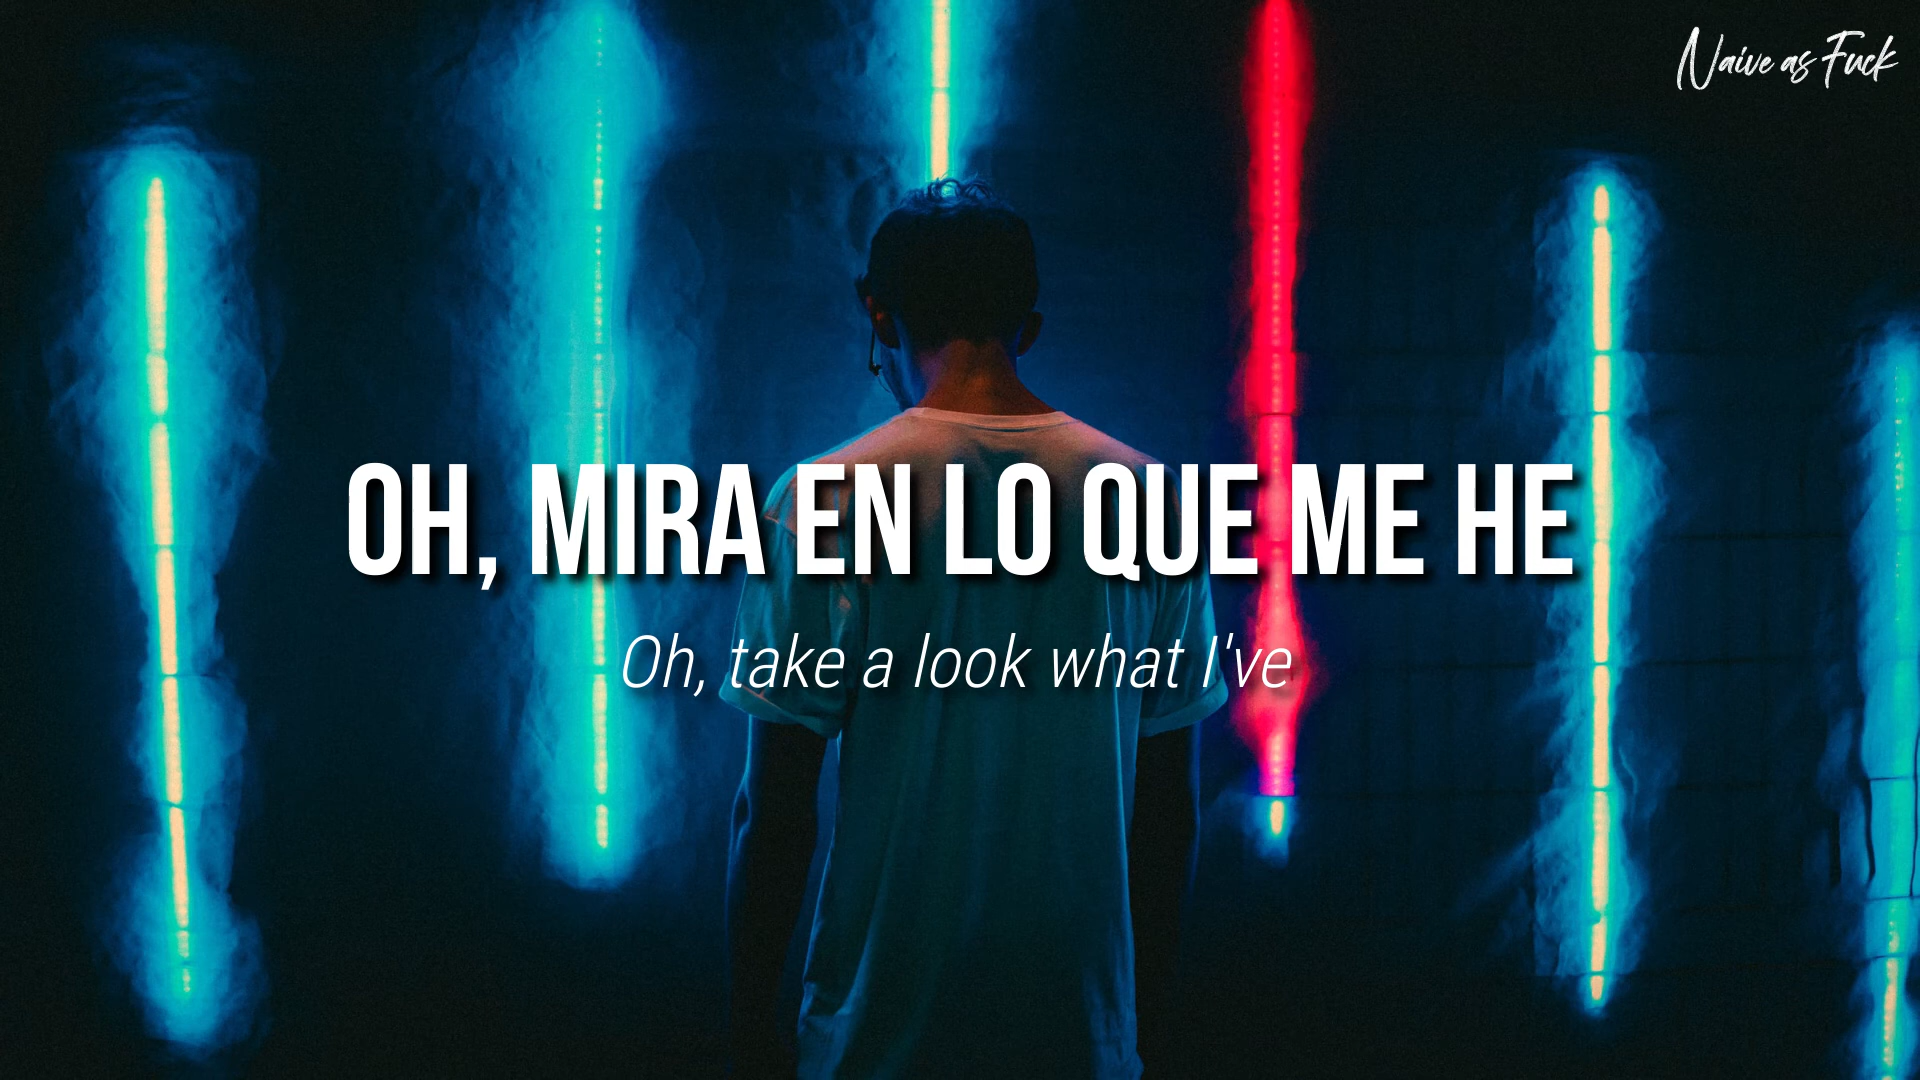 Naive as Fuck
OH, MIRA EN LO QUE ME HE
Oh, take a look what I've